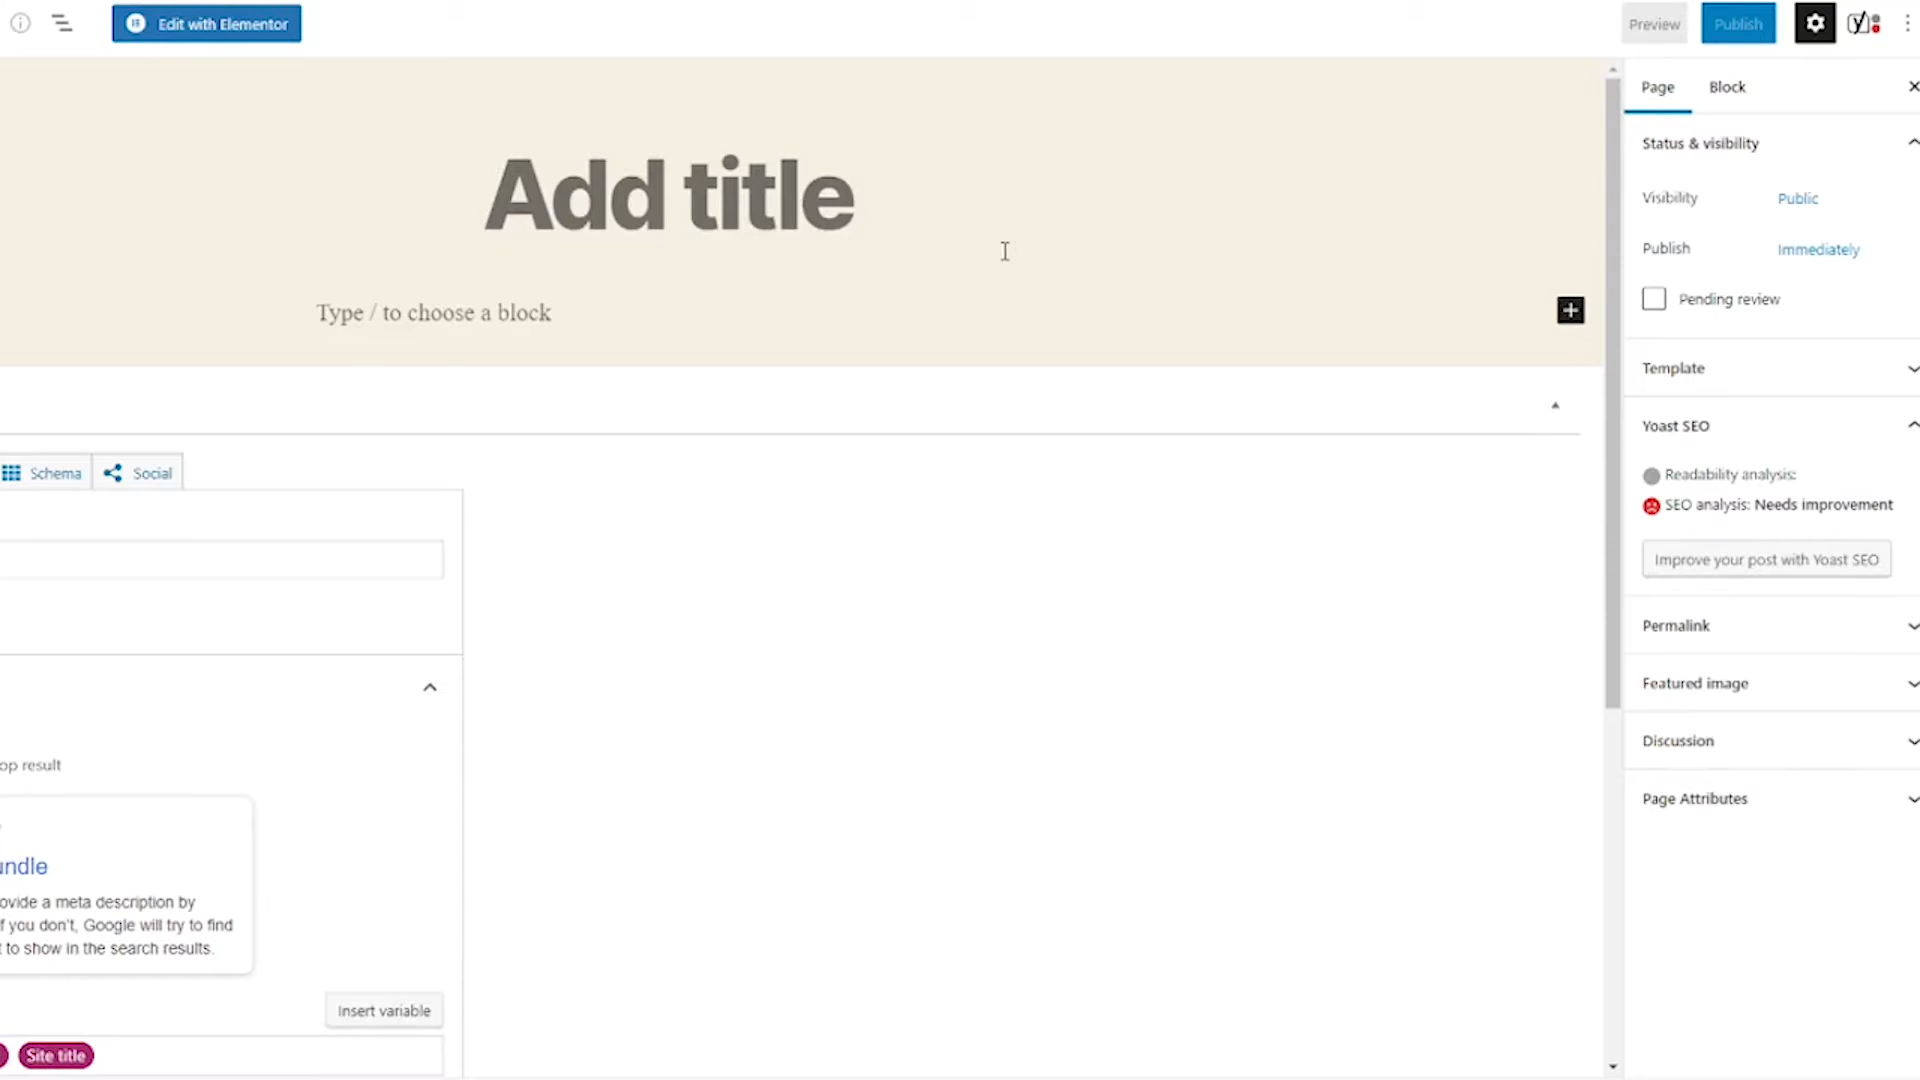 Edit with Elementor
Preview
Publish
Page
Block
Add title
Type / to choose a block
Status & visibility
Visibility
Public
Publish
Immediately
Pending review
Template
Yoast SEO
Readability analysis:
SEO analysis: Needs improvement
Improve your post with Yoast SEO
Permalink
Featured image
Discussion
Page Attributes
Schema
Social
op result
undle
ovide a meta description by
f you don't, Google will try to find
t to show in the search results.
Insert variable
Site title